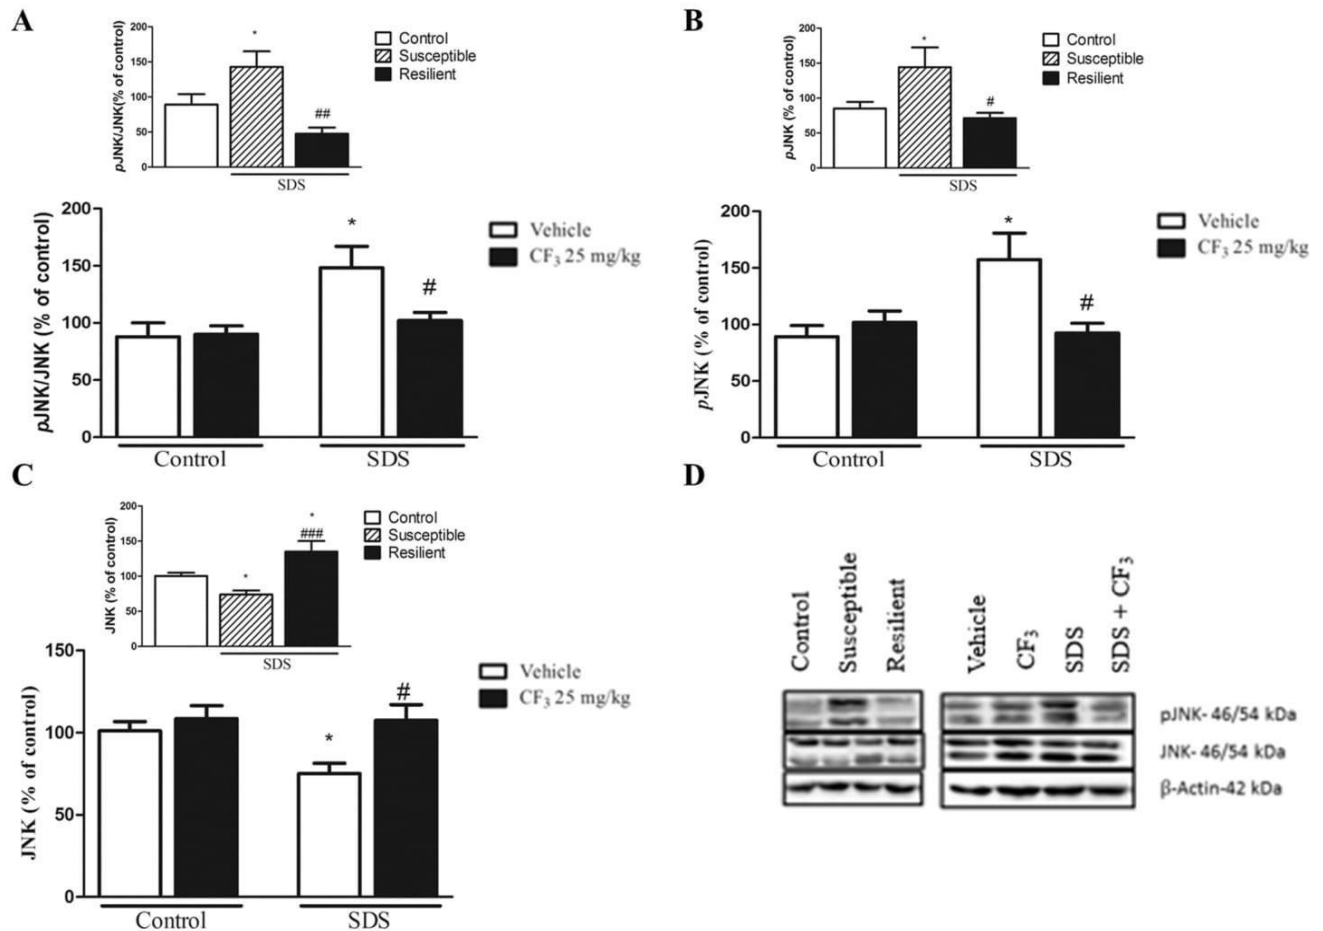 A
pJNK/JNK(% of control)
200
150
100
50
0
*
##
SDS
Control
Susceptible
Resilient
pJNK/JNK (% of control)
200
150
100
50
0
*
#
Control
SDS
Vehicle
CF3 25 mg/kg
B
pJNK (% of control)
200
150
100
50
0
*
#
SDS
Control
Susceptible
Resilient
pJNK (% of control)
200
150
100
50
0
*
#
Control
SDS
Vehicle
CF3 25 mg/kg
C
JNK (% of control)
200
150
100
50
0
*
*
###
SDS
Control
Susceptible
Resilient
JNK (% of control)
150
100
50
0
*
#
Control
SDS
Vehicle
CF3 25 mg/kg
D
Control
Susceptible
Resilient
Vehicle
CF3
SDS
SDS + CF3
pJNK- 46/54 kDa
JNK- 46/54 kDa
β-Actin-42 kDa